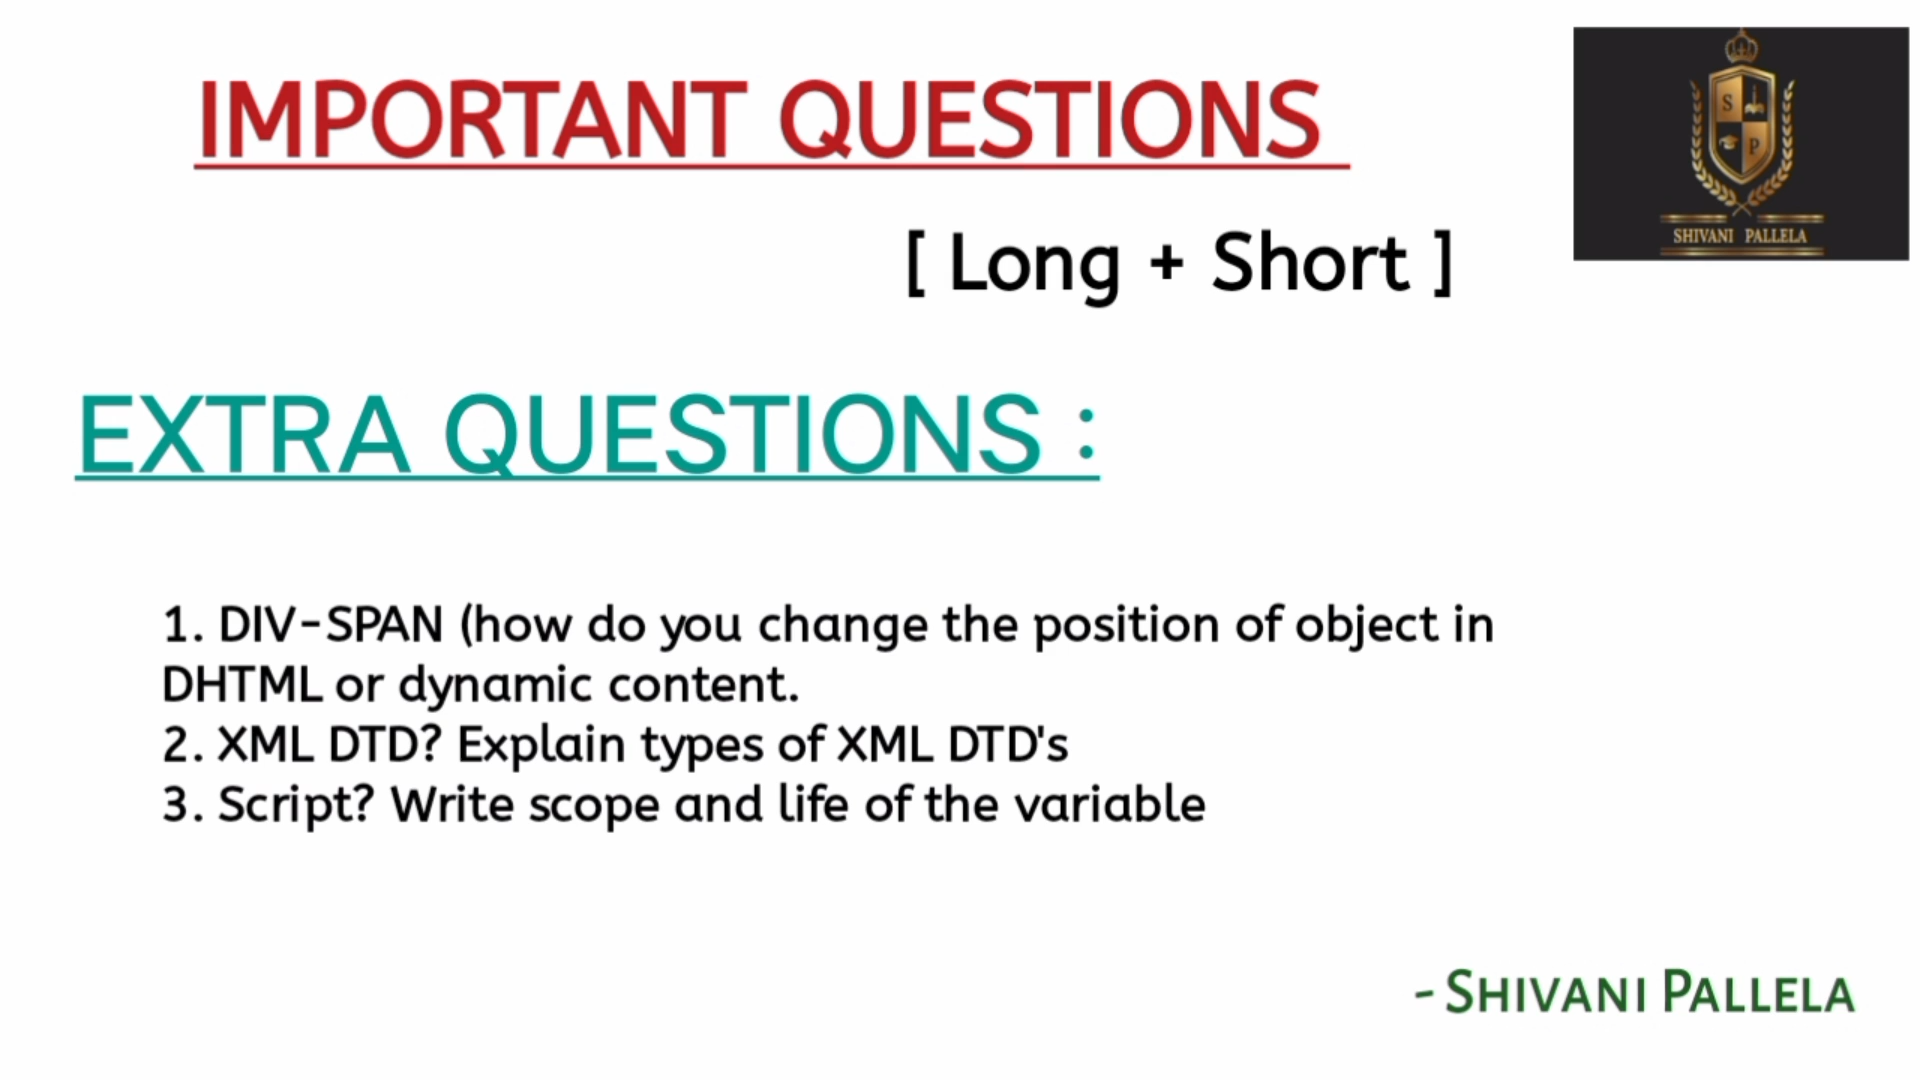 IMPORTANT QUESTIONS
S
P
SHIVANI PALLELA
[ Long + Short ]
EXTRA QUESTIONS :
1. DIV-SPAN (how do you change the position of object in
DHTML or dynamic content.
2. XML DTD? Explain types of XML DTD's
3. Script? Write scope and life of the variable
- SHIVANI PALLELA